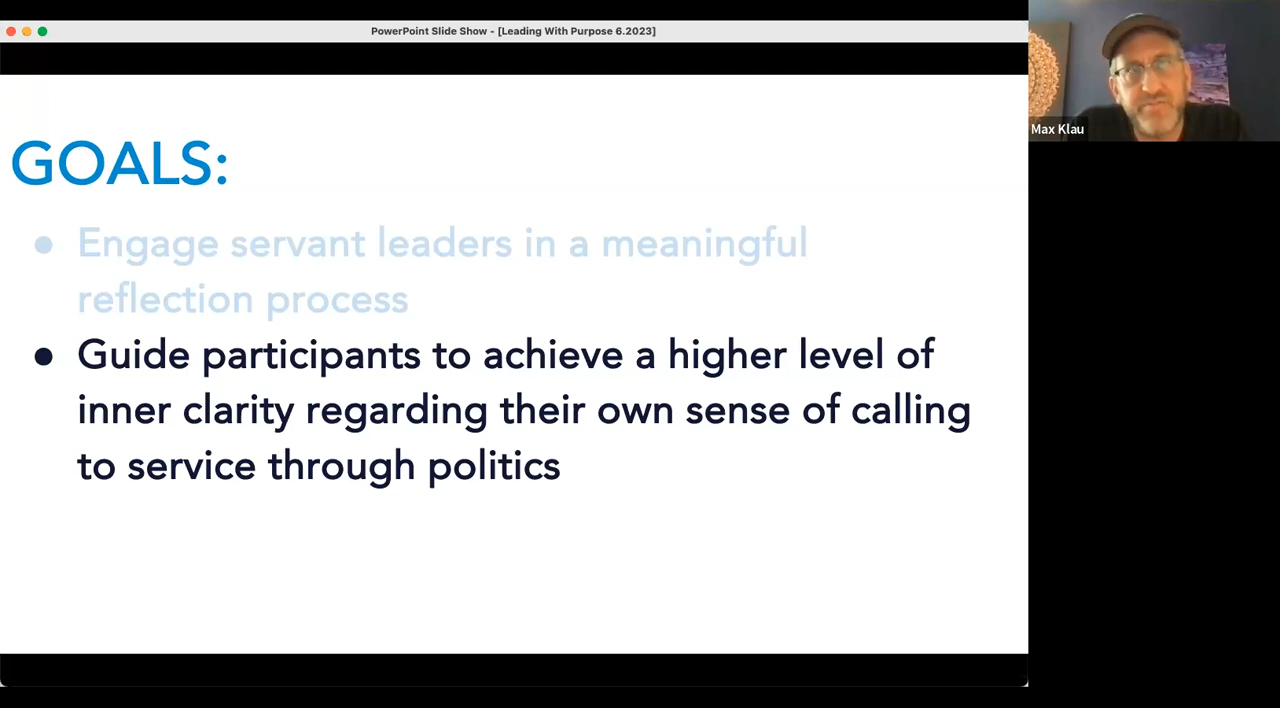 PowerPoint Slide Show - [Leading With Purpose 6.2023]
Max Klau
GOALS:
● Engage servant leaders in a meaningful
reflection process
● Guide participants to achieve a higher level of
inner clarity regarding their own sense of calling
to service through politics